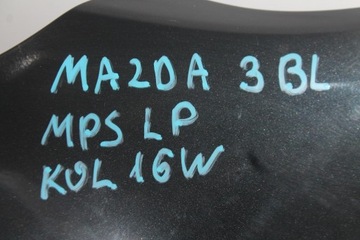 MAZDA 3 BL
MPS LP
KOL 16W